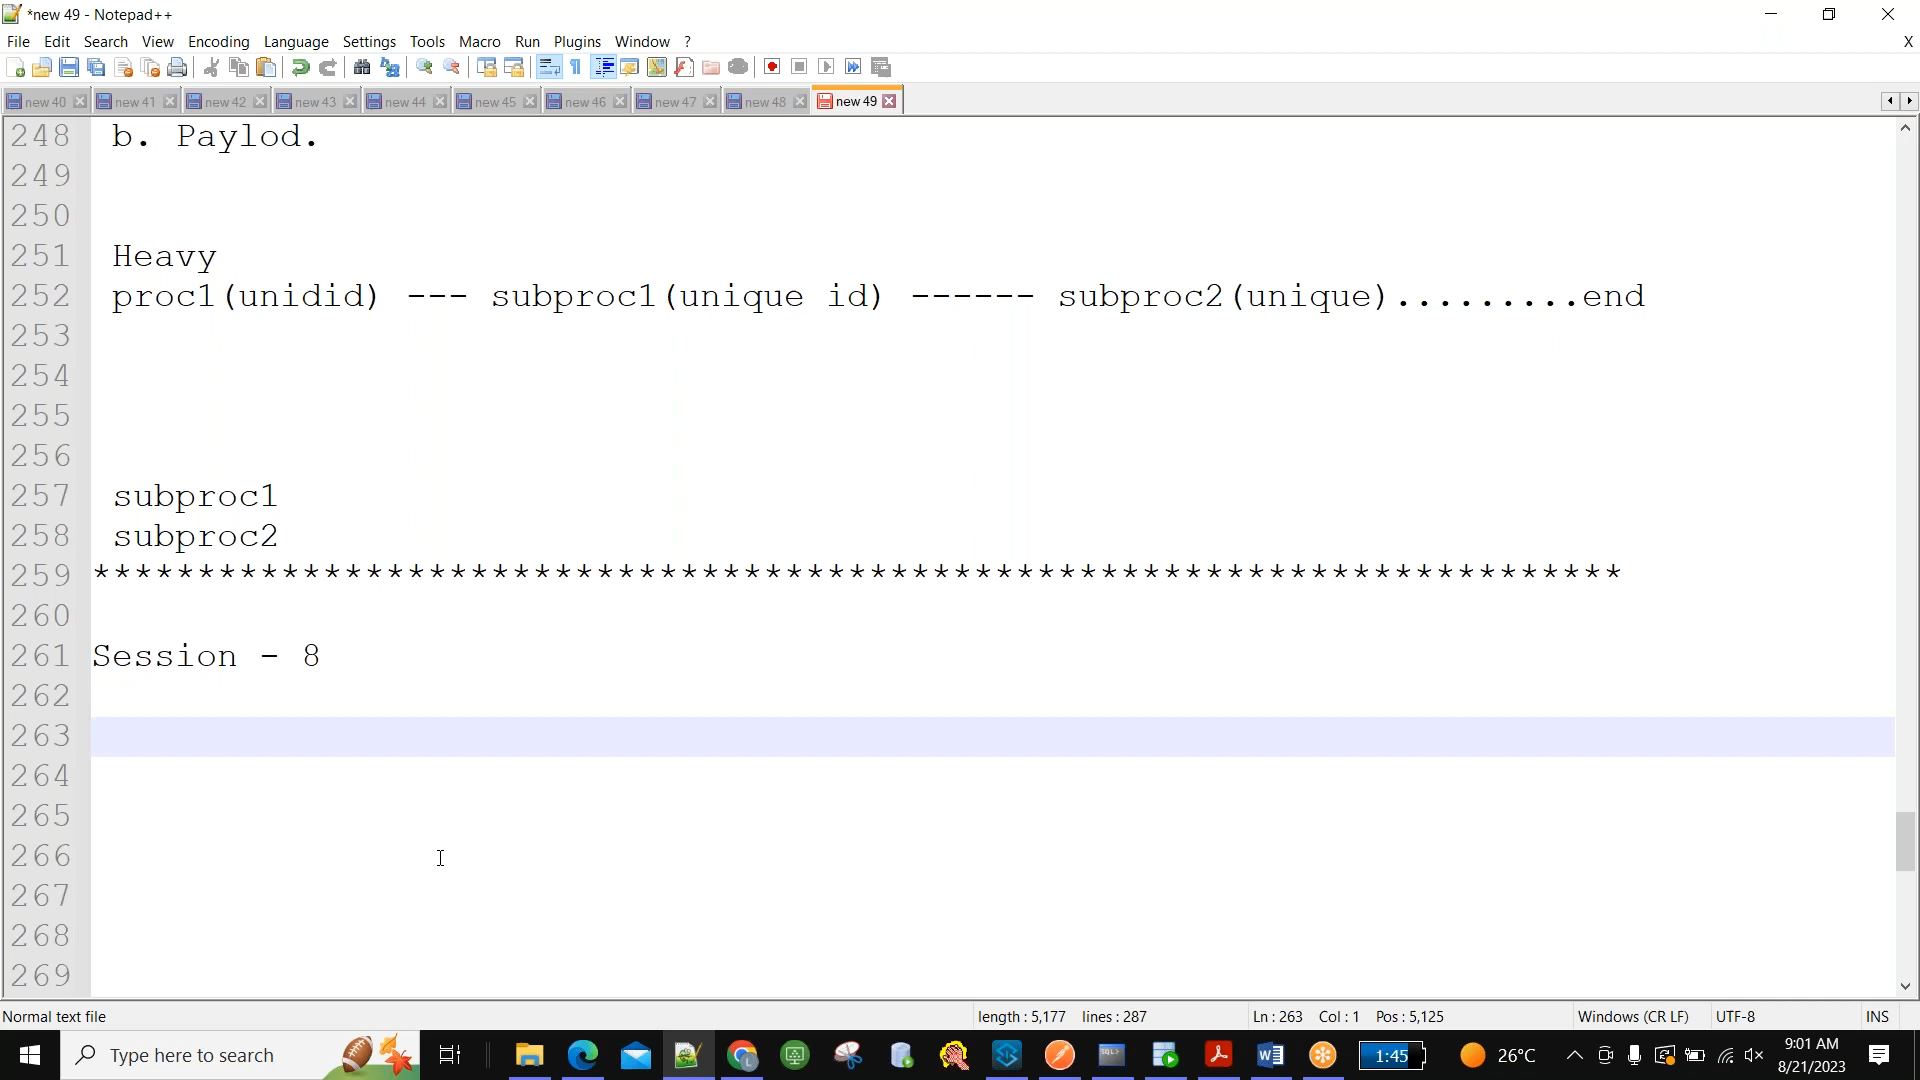 *new 49 - Notepad++
File Edit Search View Encoding Language Settings Tools Macro Run Plugins Window ? X
new 40 new 41 new 42 new 43 new 44 new 45 new 46 new 47 new 48 new 49
248 b. Paylod.
249
250
251 Heavy
252 proc1(unidid) --- subproc1(unique id) ------ subproc2(unique).........end
253
254
255
256
257 subproc1
258 subproc2
259 *************************************************************************
260
261 Session - 8
262
263
264
265
266
267
268
269
Normal text file length : 5,177 lines : 287 Ln : 263 Col : 1 Pos : 5,125 Windows (CR LF) UTF-8 INS
Type here to search 1:45 26°C 9:01 AM
8/21/2023